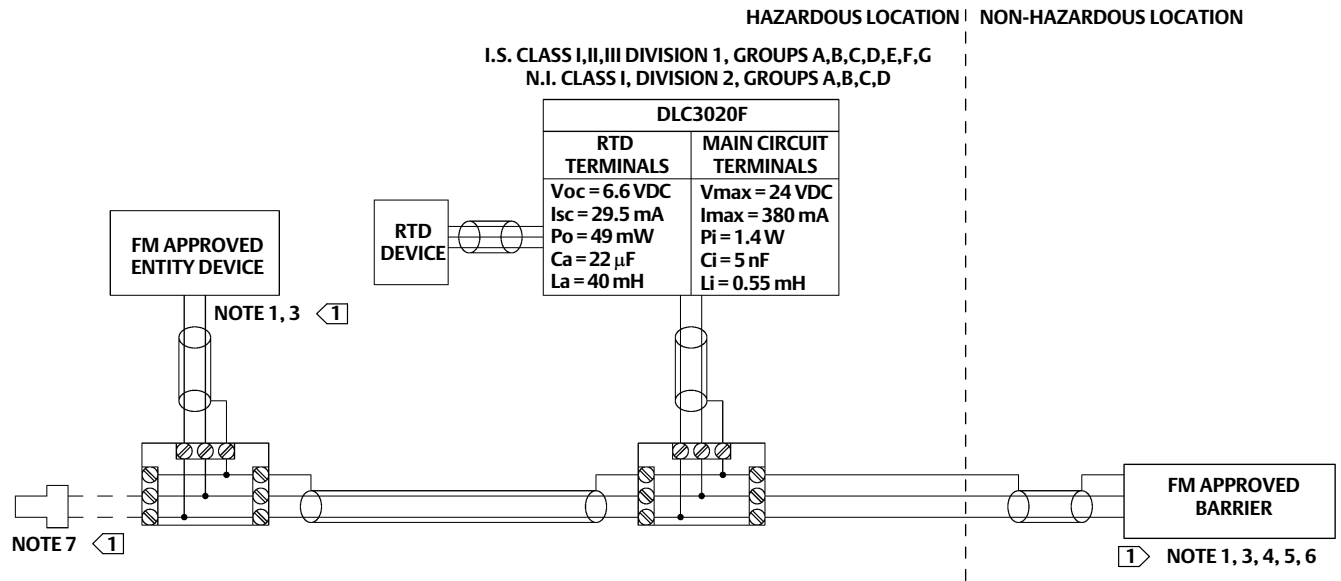 HAZARDOUS LOCATION
NON-HAZARDOUS LOCATION
I.S. CLASS I,II,III DIVISION 1, GROUPS A,B,C,D,E,F,G
N.I. CLASS I, DIVISION 2, GROUPS A,B,C,D
DLC3020F
RTD
TERMINALS
Voc = 6.6 VDC
Isc = 29.5 mA
Po = 49 mW
Ca = 22 μF
La = 40 mH
MAIN CIRCUIT
TERMINALS
Vmax = 24 VDC
Imax = 380 mA
Pi = 1.4 W
Ci = 5 nF
Li = 0.55 mH
RTD
DEVICE
FM APPROVED
ENTITY DEVICE
NOTE 1, 3 1
FM APPROVED
BARRIER
NOTE 7 1
1 NOTE 1, 3, 4, 5, 6